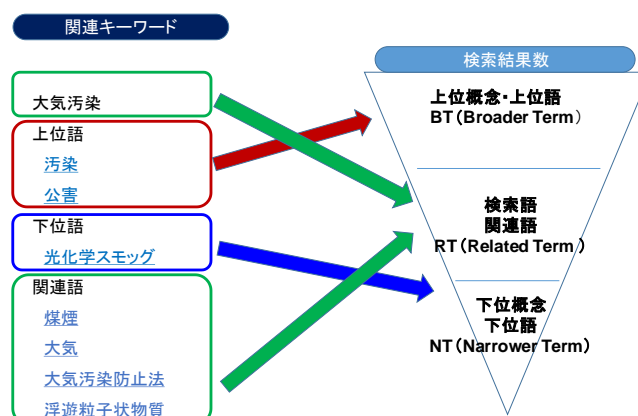 関連キーワード
大気汚染
上位語
汚染
公害
下位語
光化学スモッグ
関連語
煤煙
大気
大気汚染防止法
浮遊粒子状物質
検索結果数
上位概念・上位語
BT（Broader Term）
検索語
関連語
RT（Related Term）
下位概念
下位語
NT（Narrower Term）